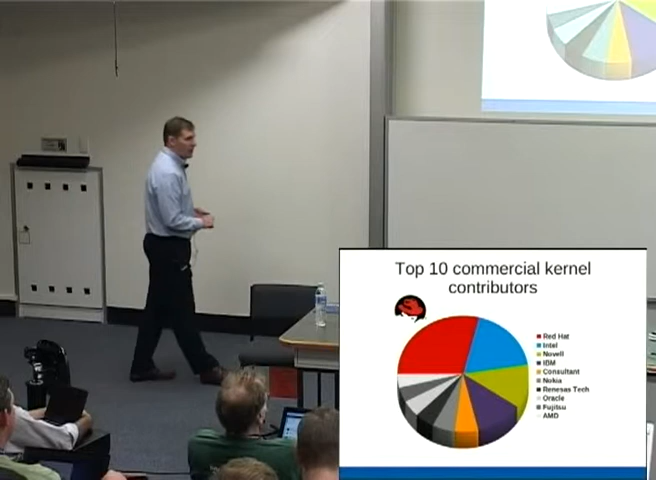 Top 10 commercial kernel
contributors
Red Hat
Intel
Novell
IBM
Consultant
Nokia
Renesas Tech
Oracle
Fujitsu
AMD